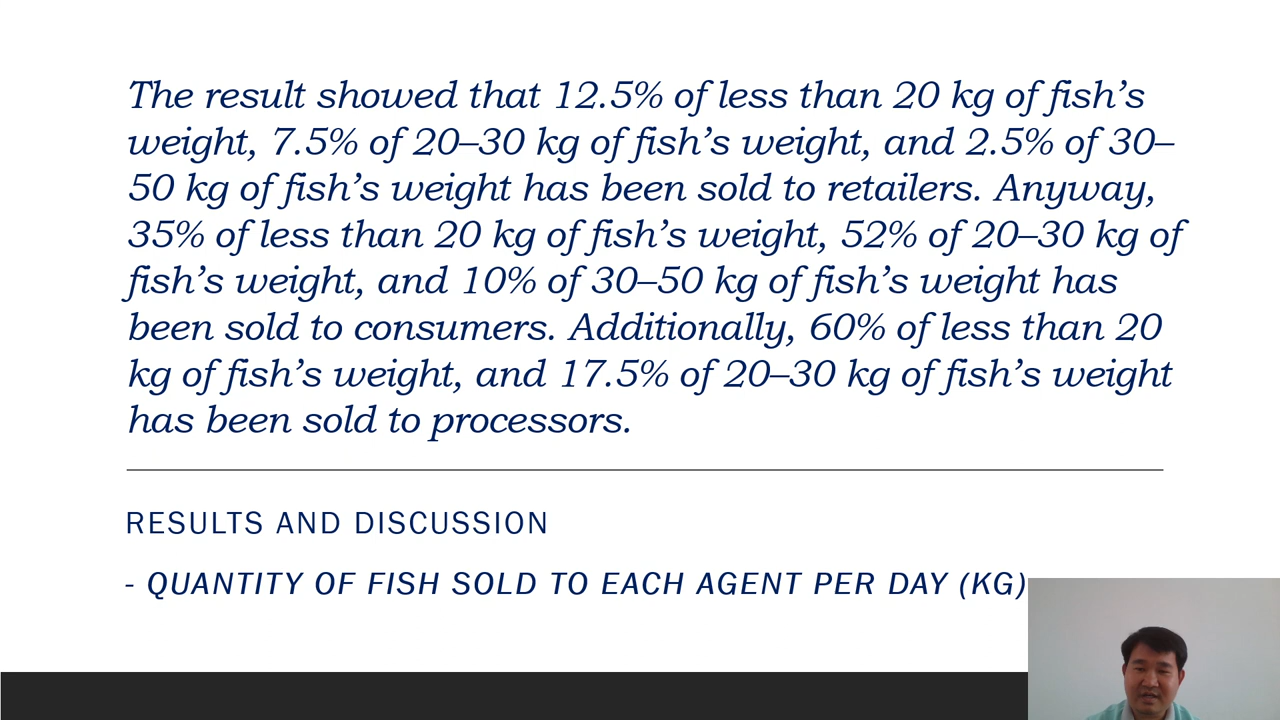 The result showed that 12.5% of less than 20 kg of fish’s
weight, 7.5% of 20–30 kg of fish’s weight, and 2.5% of 30–
50 kg of fish’s weight has been sold to retailers. Anyway,
35% of less than 20 kg of fish’s weight, 52% of 20–30 kg of
fish’s weight, and 10% of 30–50 kg of fish’s weight has
been sold to consumers. Additionally, 60% of less than 20
kg of fish’s weight, and 17.5% of 20–30 kg of fish’s weight
has been sold to processors.
RESULTS AND DISCUSSION
- QUANTITY OF FISH SOLD TO EACH AGENT PER DAY (KG)